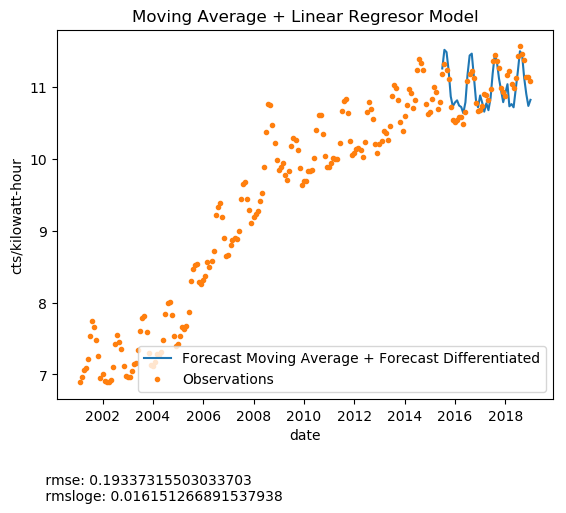 Moving Average + Linear Regresor Model
cts/kilowatt-hour
11
10
9
8
7
Forecast Moving Average + Forecast Differentiated
Observations
2002
2004
2006
2008
2010
2012
2014
2016
2018
date
rmse: 0.19337315503033703
rmsloge: 0.016151266891537938